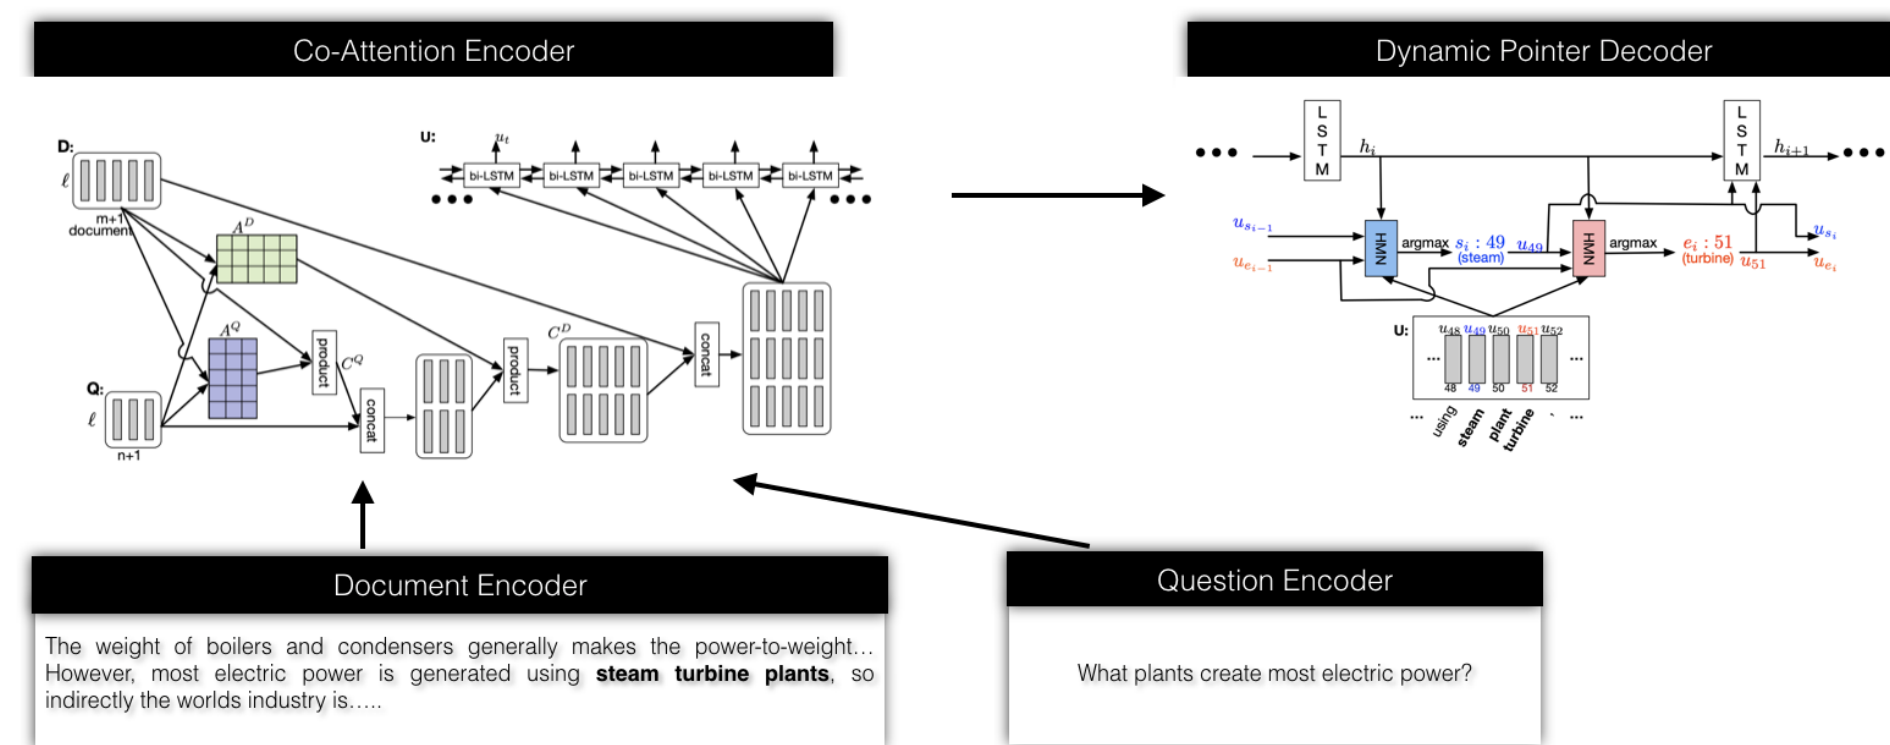 Co-Attention Encoder
Dynamic Pointer Decoder
D:
ℓ
m+1
document
A^D
U:
u_t
bi-LSTM bi-LSTM bi-LSTM bi-LSTM bi-LSTM
A^Q
Q:
ℓ
n+1
product
C^Q
concat
product
C^D
concat
LSTM
h_i
LSTM
h_{i+1}
u_{s_{i-1}}
u_{e_{i-1}}
HMN
argmax s_i : 49 u_49
(steam)
HMN
argmax e_i : 51
(turbine) u_51
u_{s_i}
u_{e_i}
U: u_48 u_49 u_50 u_51 u_52
... ...
48 49 50 51 52
... using steam plant turbine , ...
Document Encoder
The weight of boilers and condensers generally makes the power-to-weight...
However, most electric power is generated using steam turbine plants, so
indirectly the worlds industry is.....
Question Encoder
What plants create most electric power?